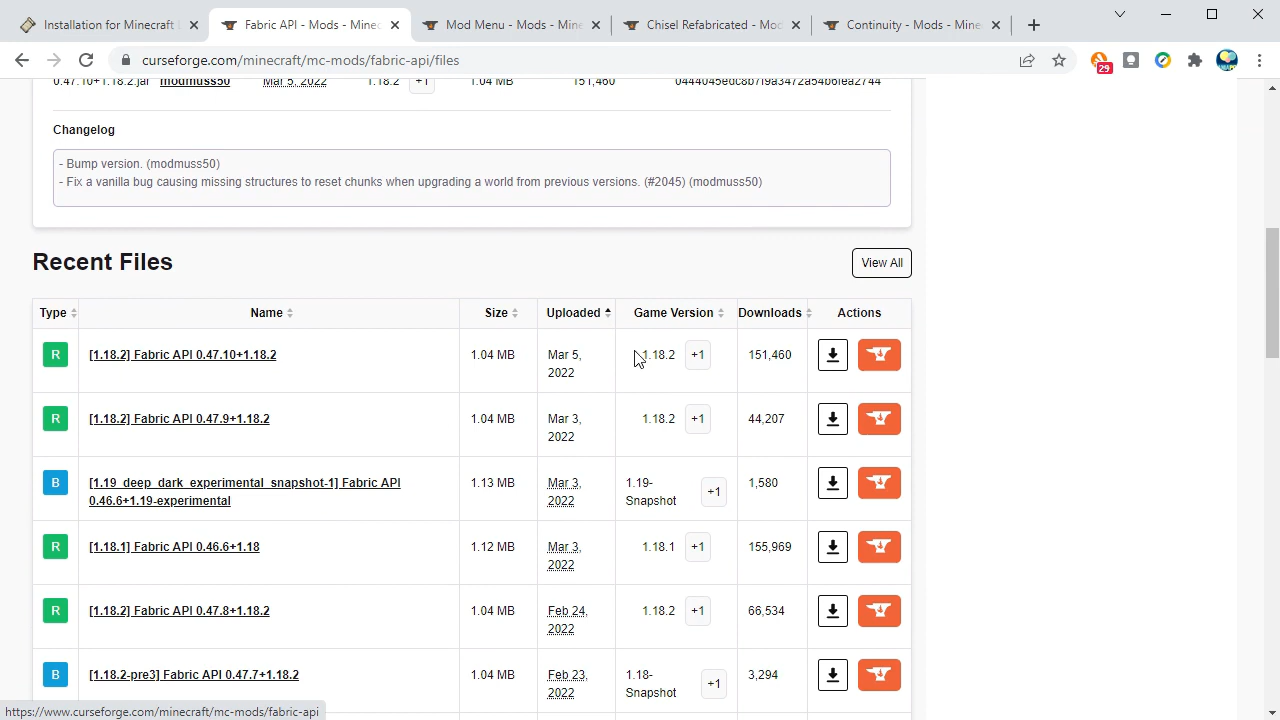 Installation for Minecraft
Fabric API - Mods - Minec
Mod Menu - Mods - Mine
Chisel Refabricated - Mod
Continuity - Mods - Mine
curseforge.com/minecraft/mc-mods/fabric-api/files
29
0.47.10+1.18.2.jar modmuss50 Mar 5, 2022 1.18.2 +1 1.04 MB 151,460
Changelog
- Bump version. (modmuss50)
- Fix a vanilla bug causing missing structures to reset chunks when upgrading a world from previous versions. (#2045) (modmuss50)
Recent Files View All
Type Name Size Uploaded Game Version Downloads Actions
R [1.18.2] Fabric API 0.47.10+1.18.2 1.04 MB Mar 5, 1.18.2 +1 151,460
2022
R [1.18.2] Fabric API 0.47.9+1.18.2 1.04 MB Mar 3, 1.18.2 +1 44,207
2022
B [1.19_deep_dark_experimental_snapshot-1] Fabric API 1.13 MB Mar 3, 1.19- +1 1,580
0.46.6+1.19-experimental 2022 Snapshot
R [1.18.1] Fabric API 0.46.6+1.18 1.12 MB Mar 3, 1.18.1 +1 155,969
2022
R [1.18.2] Fabric API 0.47.8+1.18.2 1.04 MB Feb 24, 1.18.2 +1 66,534
2022
B [1.18.2-pre3] Fabric API 0.47.7+1.18.2 1.04 MB Feb 23, 1.18- +1 3,294
2022 Snapshot
https://www.curseforge.com/minecraft/mc-mods/fabric-api